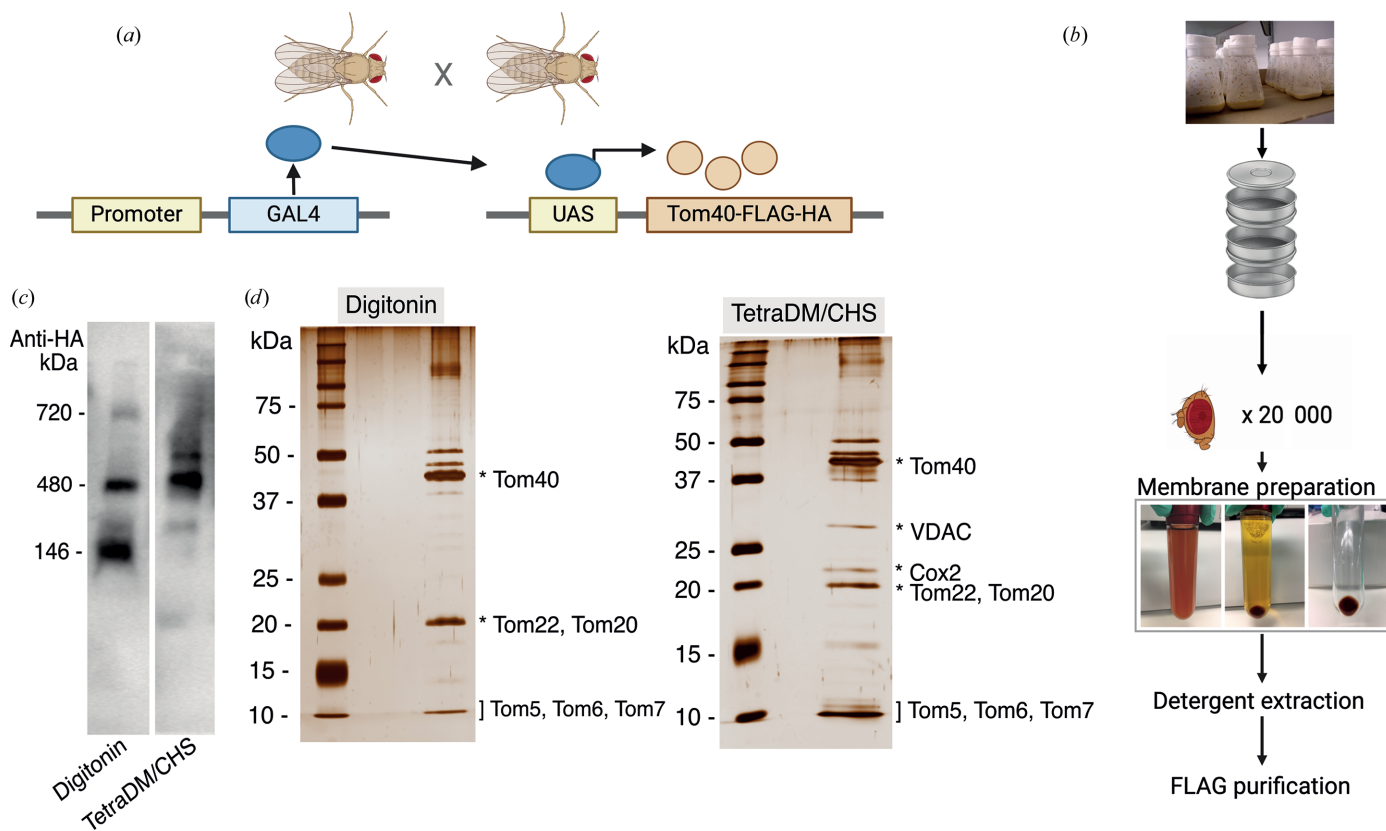 (a)
X
Promoter
GAL4
UAS
Tom40-FLAG-HA
(b)
x 20 000
Membrane preparation
Detergent extraction
FLAG purification
(c)
Anti-HA
kDa
720 -
480 -
146 -
Digitonin
TetraDM/CHS
(d)
Digitonin
kDa
75 -
50 -
37 -
25 -
20 -
15 -
10 -
* Tom40
* Tom22, Tom20
] Tom5, Tom6, Tom7
TetraDM/CHS
kDa
75 -
50 -
37 -
25 -
20 -
15 -
10 -
* Tom40
* VDAC
* Cox2
* Tom22, Tom20
] Tom5, Tom6, Tom7